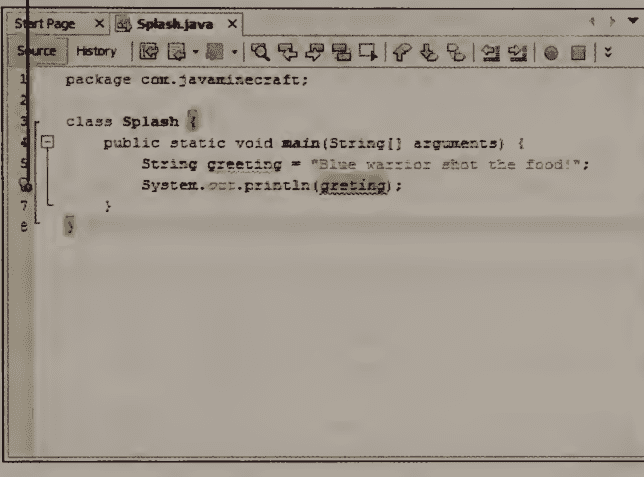 Start Page Splash.java
Source History
1 package com.javaminecraft;
2
3 class Splash {
4 public static void main(String[] arguments) {
5 String greeting = "Blue warrior shot the food!";
6 System.out.println(greting);
7 }
8 }